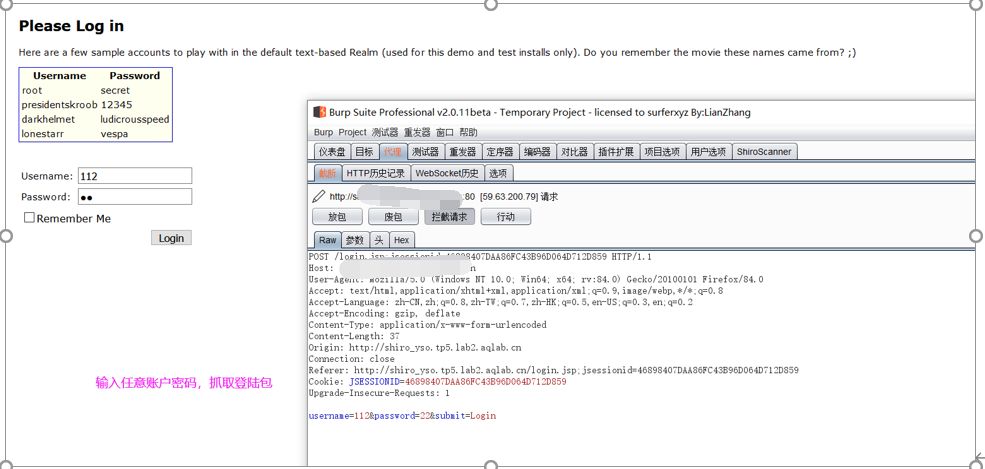 Please Log in
Here are a few sample accounts to play with in the default text-based Realm (used for this demo and test installs only). Do you remember the movie these names came from? ;)
Username Password
root secret
presidentskroob 12345
darkhelmet ludicrousspeed
lonestarr vespa
Username: 112
Password: ●●
Remember Me
Login
输入任意账户密码，抓取登陆包
Burp Suite Professional v2.0.11beta - Temporary Project - licensed to surferxyz By:LianZhang
Burp Project 测试器 重发器 窗口 帮助
仪表盘 目标 代理 测试器 重发器 定序器 编码器 对比器 插件扩展 项目选项 用户选项 ShiroScanner
截断 HTTP历史记录 WebSocket历史 选项
http://s :80 [59.63.200.79] 请求
放包 废包 拦截请求 行动
Raw 参数 头 Hex
POST /login.jsp;jsessionid=46898407DAA86FC43B96D064D712D859 HTTP/1.1
Host: n
User-Agent: Mozilla/5.0 (Windows NT 10.0; Win64; x64; rv:84.0) Gecko/20100101 Firefox/84.0
Accept: text/html,application/xhtml+xml,application/xml;q=0.9,image/webp,*/*;q=0.8
Accept-Language: zh-CN,zh;q=0.8,zh-TW;q=0.7,zh-HK;q=0.5,en-US;q=0.3,en;q=0.2
Accept-Encoding: gzip, deflate
Content-Type: application/x-www-form-urlencoded
Content-Length: 37
Origin: http://shiro_yso.tp5.lab2.aqlab.cn
Connection: close
Referer: http://shiro_yso.tp5.lab2.aqlab.cn/login.jsp;jsessionid=46898407DAA86FC43B96D064D712D859
Cookie: JSESSIONID=46898407DAA86FC43B96D064D712D859
Upgrade-Insecure-Requests: 1
username=112&password=22&submit=Login